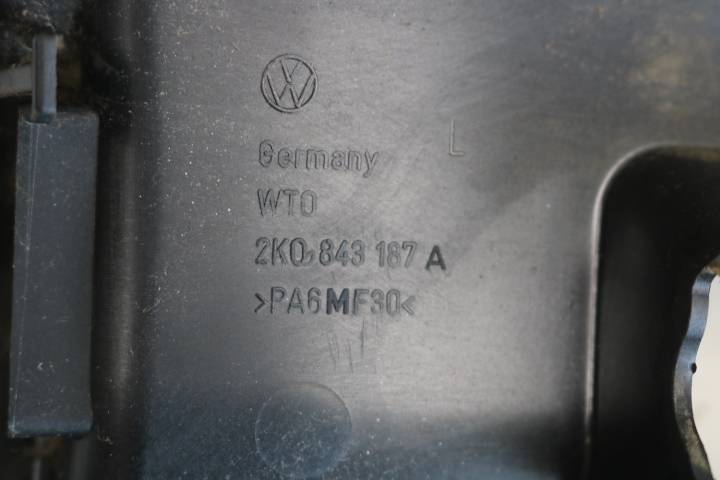 Germany
L
WTO
2K0 843 187 A
>PA6MF30<